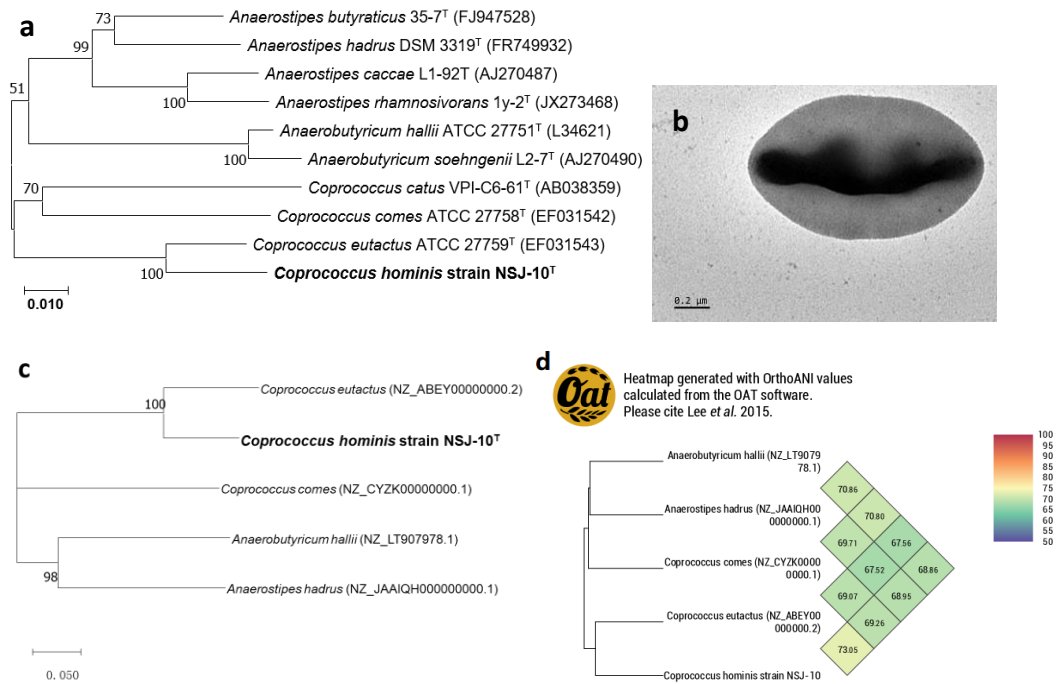 a
Anaerostipes butyraticus 35-7ᵀ (FJ947528)
73
Anaerostipes hadrus DSM 3319ᵀ (FR749932)
99
Anaerostipes caccae L1-92T (AJ270487)
51
100
Anaerostipes rhamnosivorans 1y-2ᵀ (JX273468)
Anaerobutyricum hallii ATCC 27751ᵀ (L34621)
100
Anaerobutyricum soehngenii L2-7ᵀ (AJ270490)
70
Coprococcus catus VPI-C6-61ᵀ (AB038359)
Coprococcus comes ATCC 27758ᵀ (EF031542)
Coprococcus eutactus ATCC 27759ᵀ (EF031543)
100
Coprococcus hominis strain NSJ-10ᵀ
0.010
b
0.2 µm
c
Coprococcus eutactus (NZ_ABEY00000000.2)
100
Coprococcus hominis strain NSJ-10ᵀ
Coprococcus comes (NZ_CYZK00000000.1)
Anaerobutyricum hallii (NZ_LT907978.1)
98
Anaerostipes hadrus (NZ_JAAIQH000000000.1)
0.050
d
Oat
Heatmap generated with OrthoANI values
calculated from the OAT software.
Please cite Lee et al. 2015.
Anaerobutyricum hallii (NZ_LT9079
78.1)
Anaerostipes hadrus (NZ_JAAIQH00
0000000.1)
Coprococcus comes (NZ_CYZK0000
0000.1)
Coprococcus eutactus (NZ_ABEY00
000000.2)
Coprococcus hominis strain NSJ-10
70.86
70.80
69.71
67.56
67.52
68.86
69.07
68.95
69.26
73.05
100
95
90
85
80
75
70
65
60
55
50